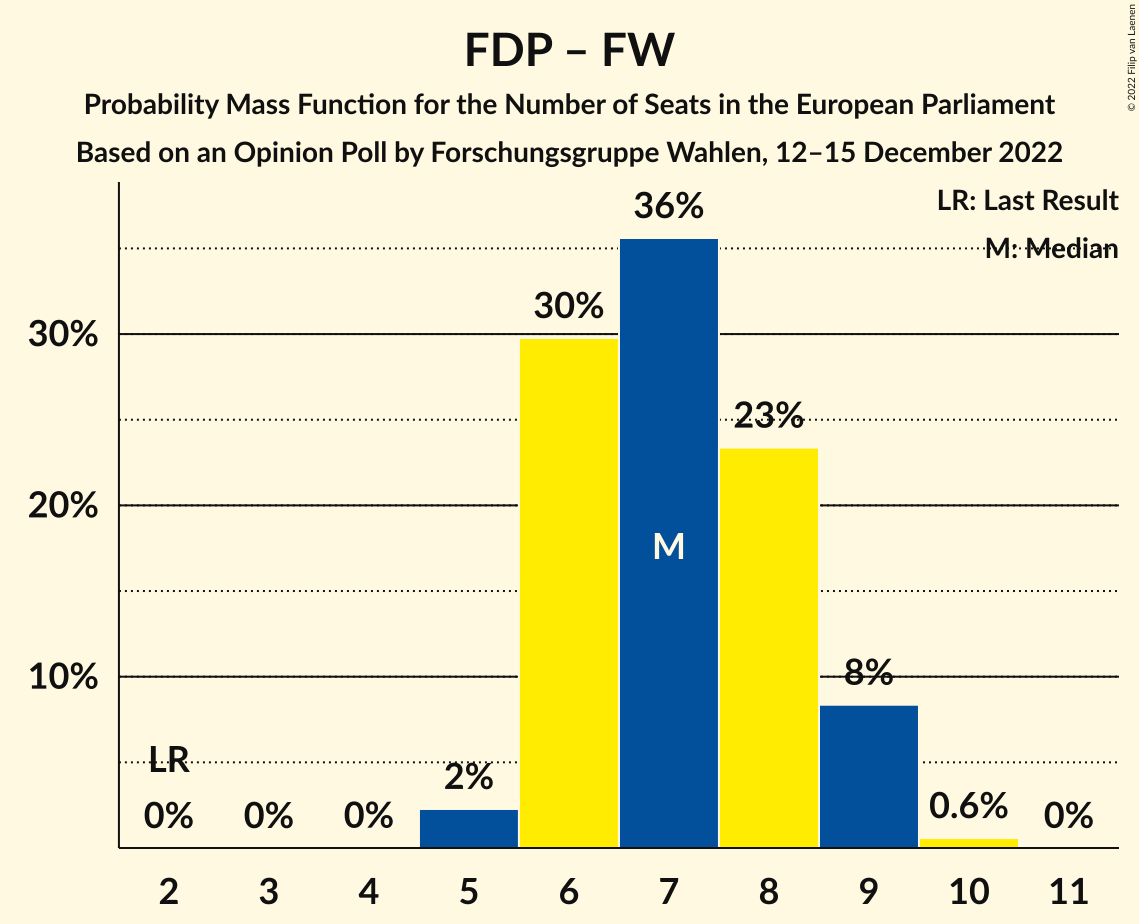 FDP – FW
Probability Mass Function for the Number of Seats in the European Parliament
Based on an Opinion Poll by Forschungsgruppe Wahlen, 12–15 December 2022
© 2022 Filip van Laenen
LR: Last Result
M: Median
36%
30%
30%
23%
20%
M
10%
8%
LR
2%
0%
0%
0%
0.6%
0%
2 3 4 5 6 7 8 9 10 11